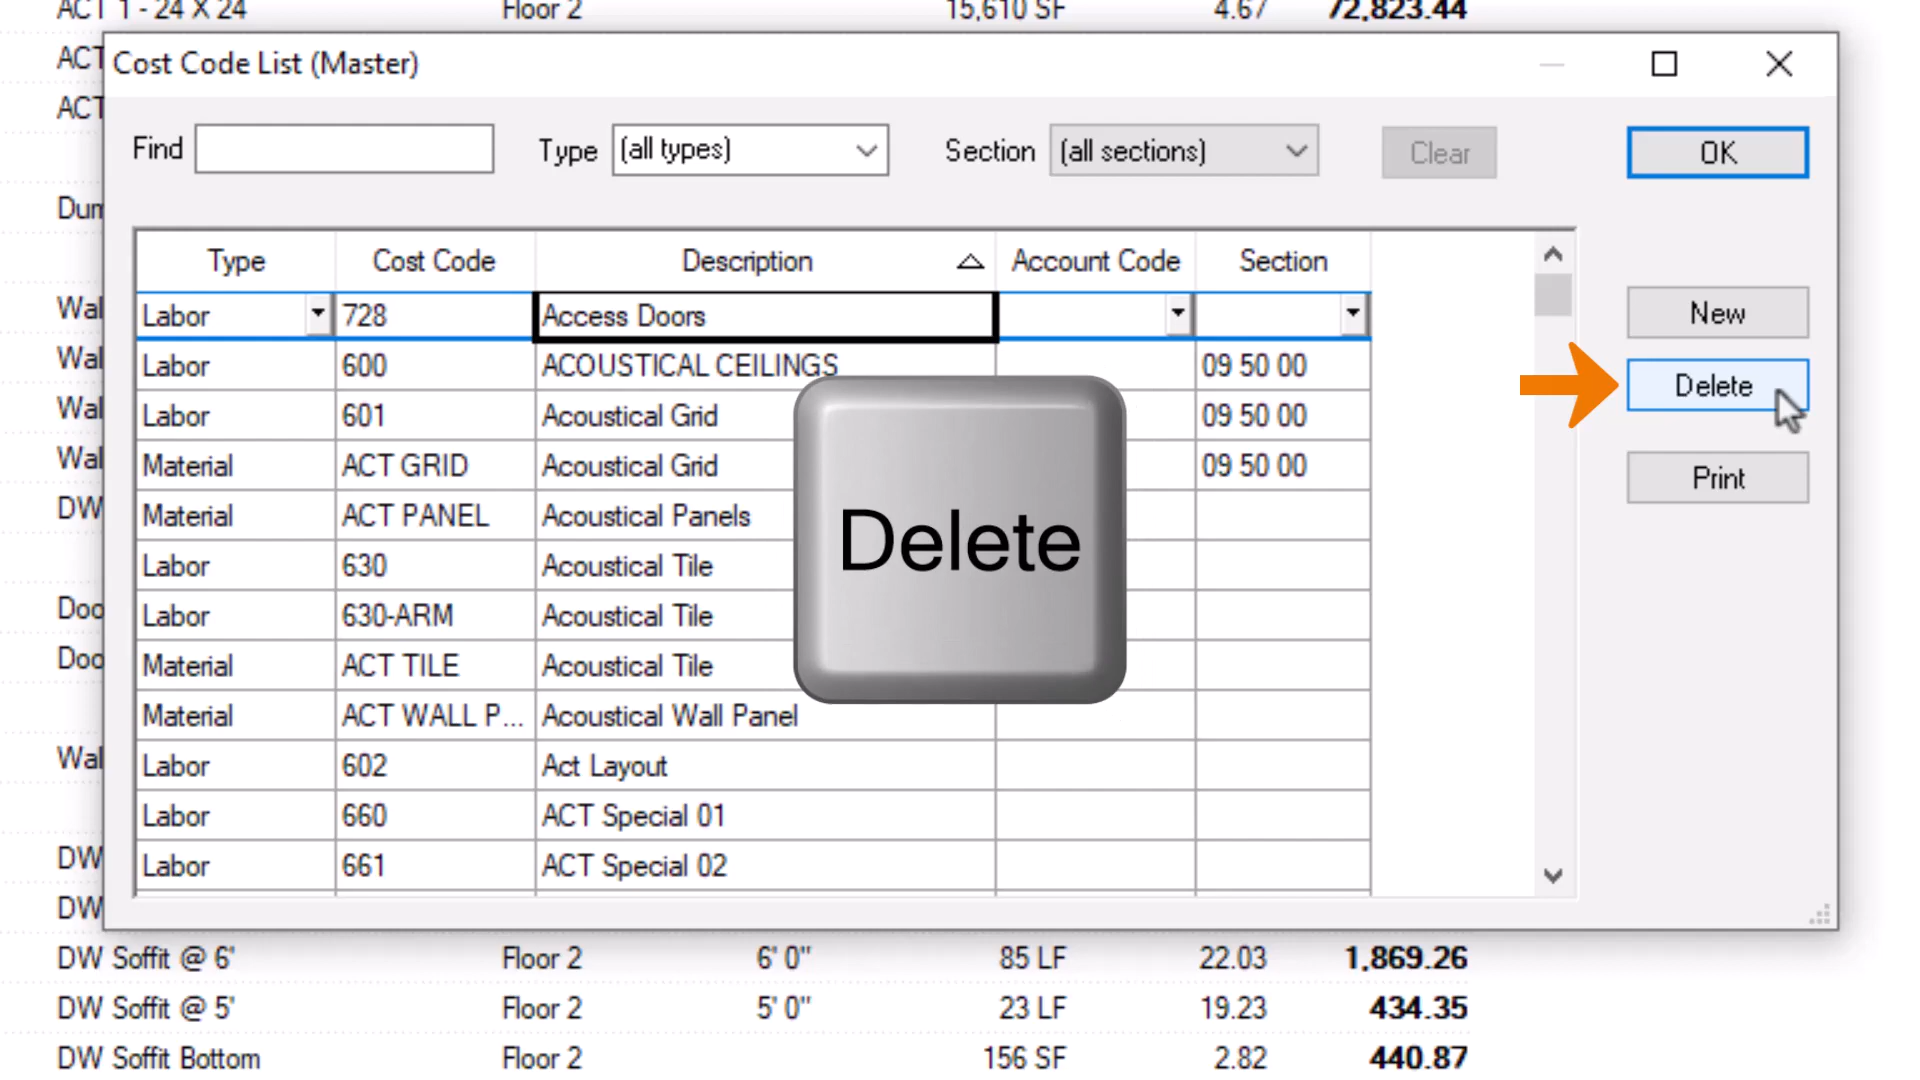 ACT 1 - 24 X 24 Floor 2 15,610 SF 4.67 72,823.44
ACT Cost Code List (Master)
ACT
Find Type (all types) Section (all sections) Clear OK
Type Cost Code Description Account Code Section
Wal Labor 728 Access Doors New
Wal Labor 600 ACOUSTICAL CEILINGS 09 50 00 Delete
Wal Labor 601 Acoustical Grid 09 50 00
Wal Material ACT GRID Acoustical Grid 09 50 00 Print
DW Material ACT PANEL Acoustical Panels
Delete
Labor 630 Acoustical Tile
Doo Labor 630-ARM Acoustical Tile
Doo Material ACT TILE Acoustical Tile
Material ACT WALL P... Acoustical Wall Panel
Wal Labor 602 Act Layout
Labor 660 ACT Special 01
DW Labor 661 ACT Special 02
DW
DW Soffit @ 6' Floor 2 6' 0" 85 LF 22.03 1,869.26
DW Soffit @ 5' Floor 2 5' 0" 23 LF 19.23 434.35
DW Soffit Bottom Floor 2 156 SF 2.82 440.87